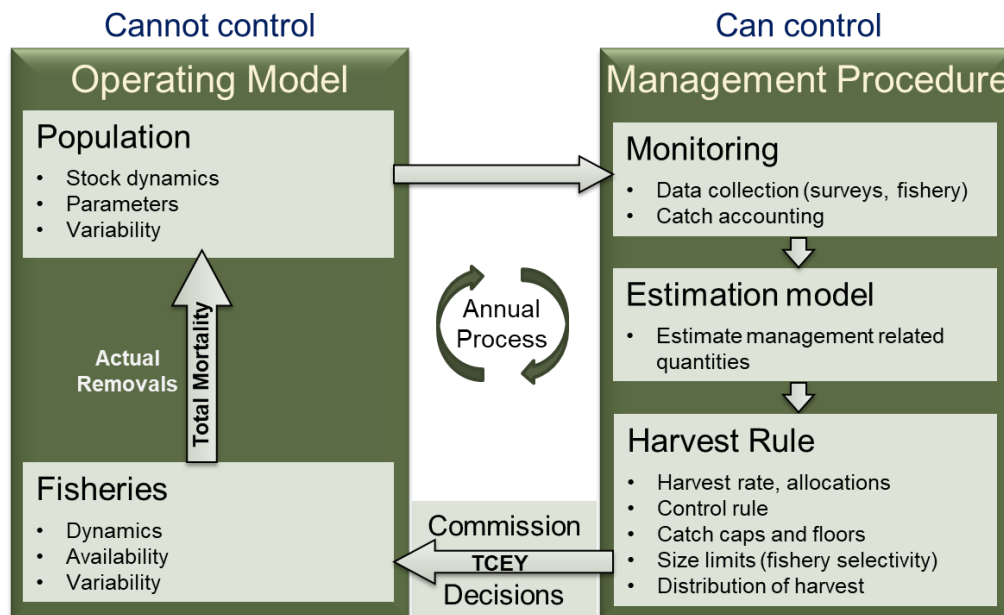 Cannot control
Can control
Operating Model
Population
• Stock dynamics
• Parameters
• Variability
Actual
Removals
Total Mortality
Fisheries
• Dynamics
• Availability
• Variability
Annual
Process
Commission
TCEY
Decisions
Management Procedure
Monitoring
• Data collection (surveys, fishery)
• Catch accounting
Estimation model
• Estimate management related
quantities
Harvest Rule
• Harvest rate, allocations
• Control rule
• Catch caps and floors
• Size limits (fishery selectivity)
• Distribution of harvest